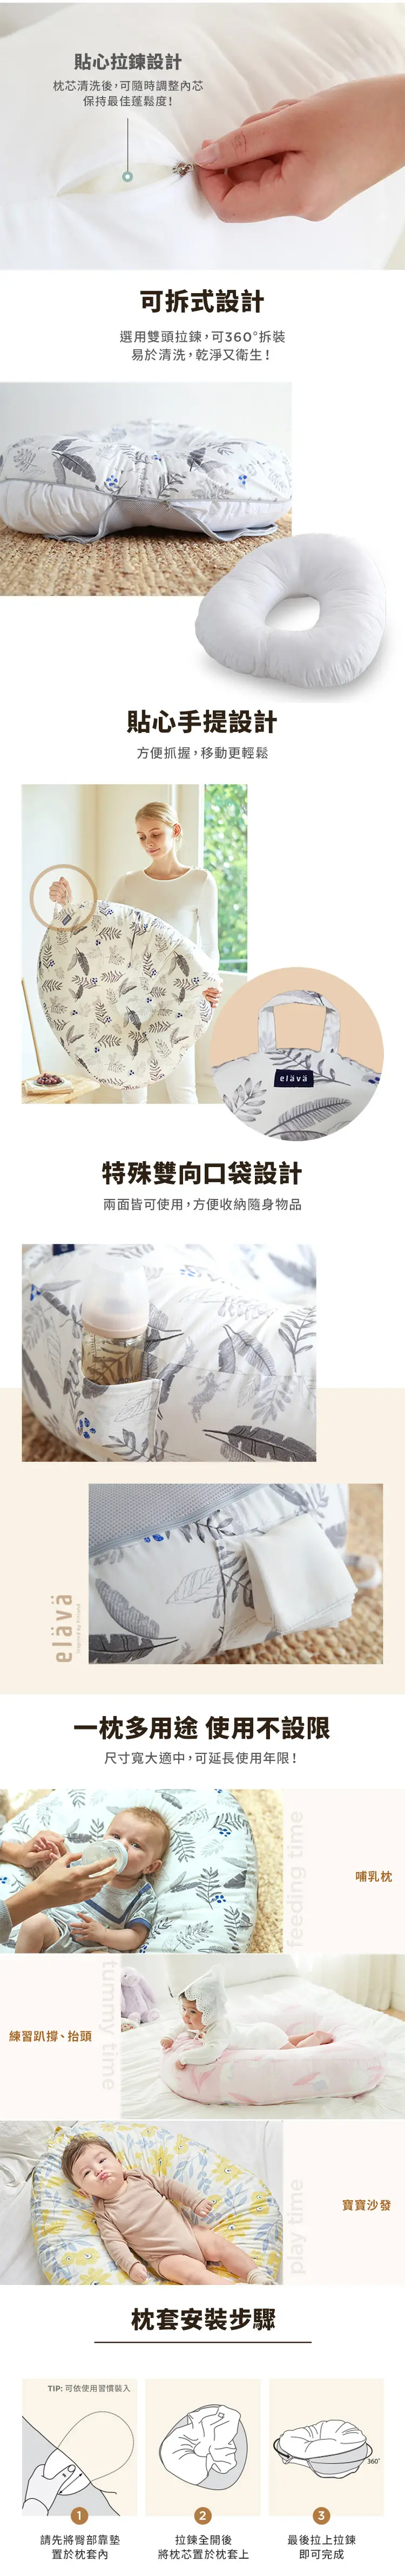 貼心拉鍊設計
枕芯清洗後，可隨時調整內芯
保持最佳蓬鬆度！
可拆式設計
選用雙頭拉鍊，可360°拆裝
易於清洗，乾淨又衛生！
貼心手提設計
方便抓握，移動更輕鬆
elävä
特殊雙向口袋設計
兩面皆可使用，方便收納隨身物品
elävä
一枕多用途 使用不設限
尺寸寬大適中，可延長使用年限！
feeding time
哺乳枕
tummy time
練習趴撐、抬頭
play time
寶寶沙發
枕套安裝步驟
TIP: 可依使用習慣裝入
360°
1
請先將臀部靠墊
置於枕套內
2
拉鍊全開後
將枕芯置於枕套上
3
最後拉上拉鍊
即可完成